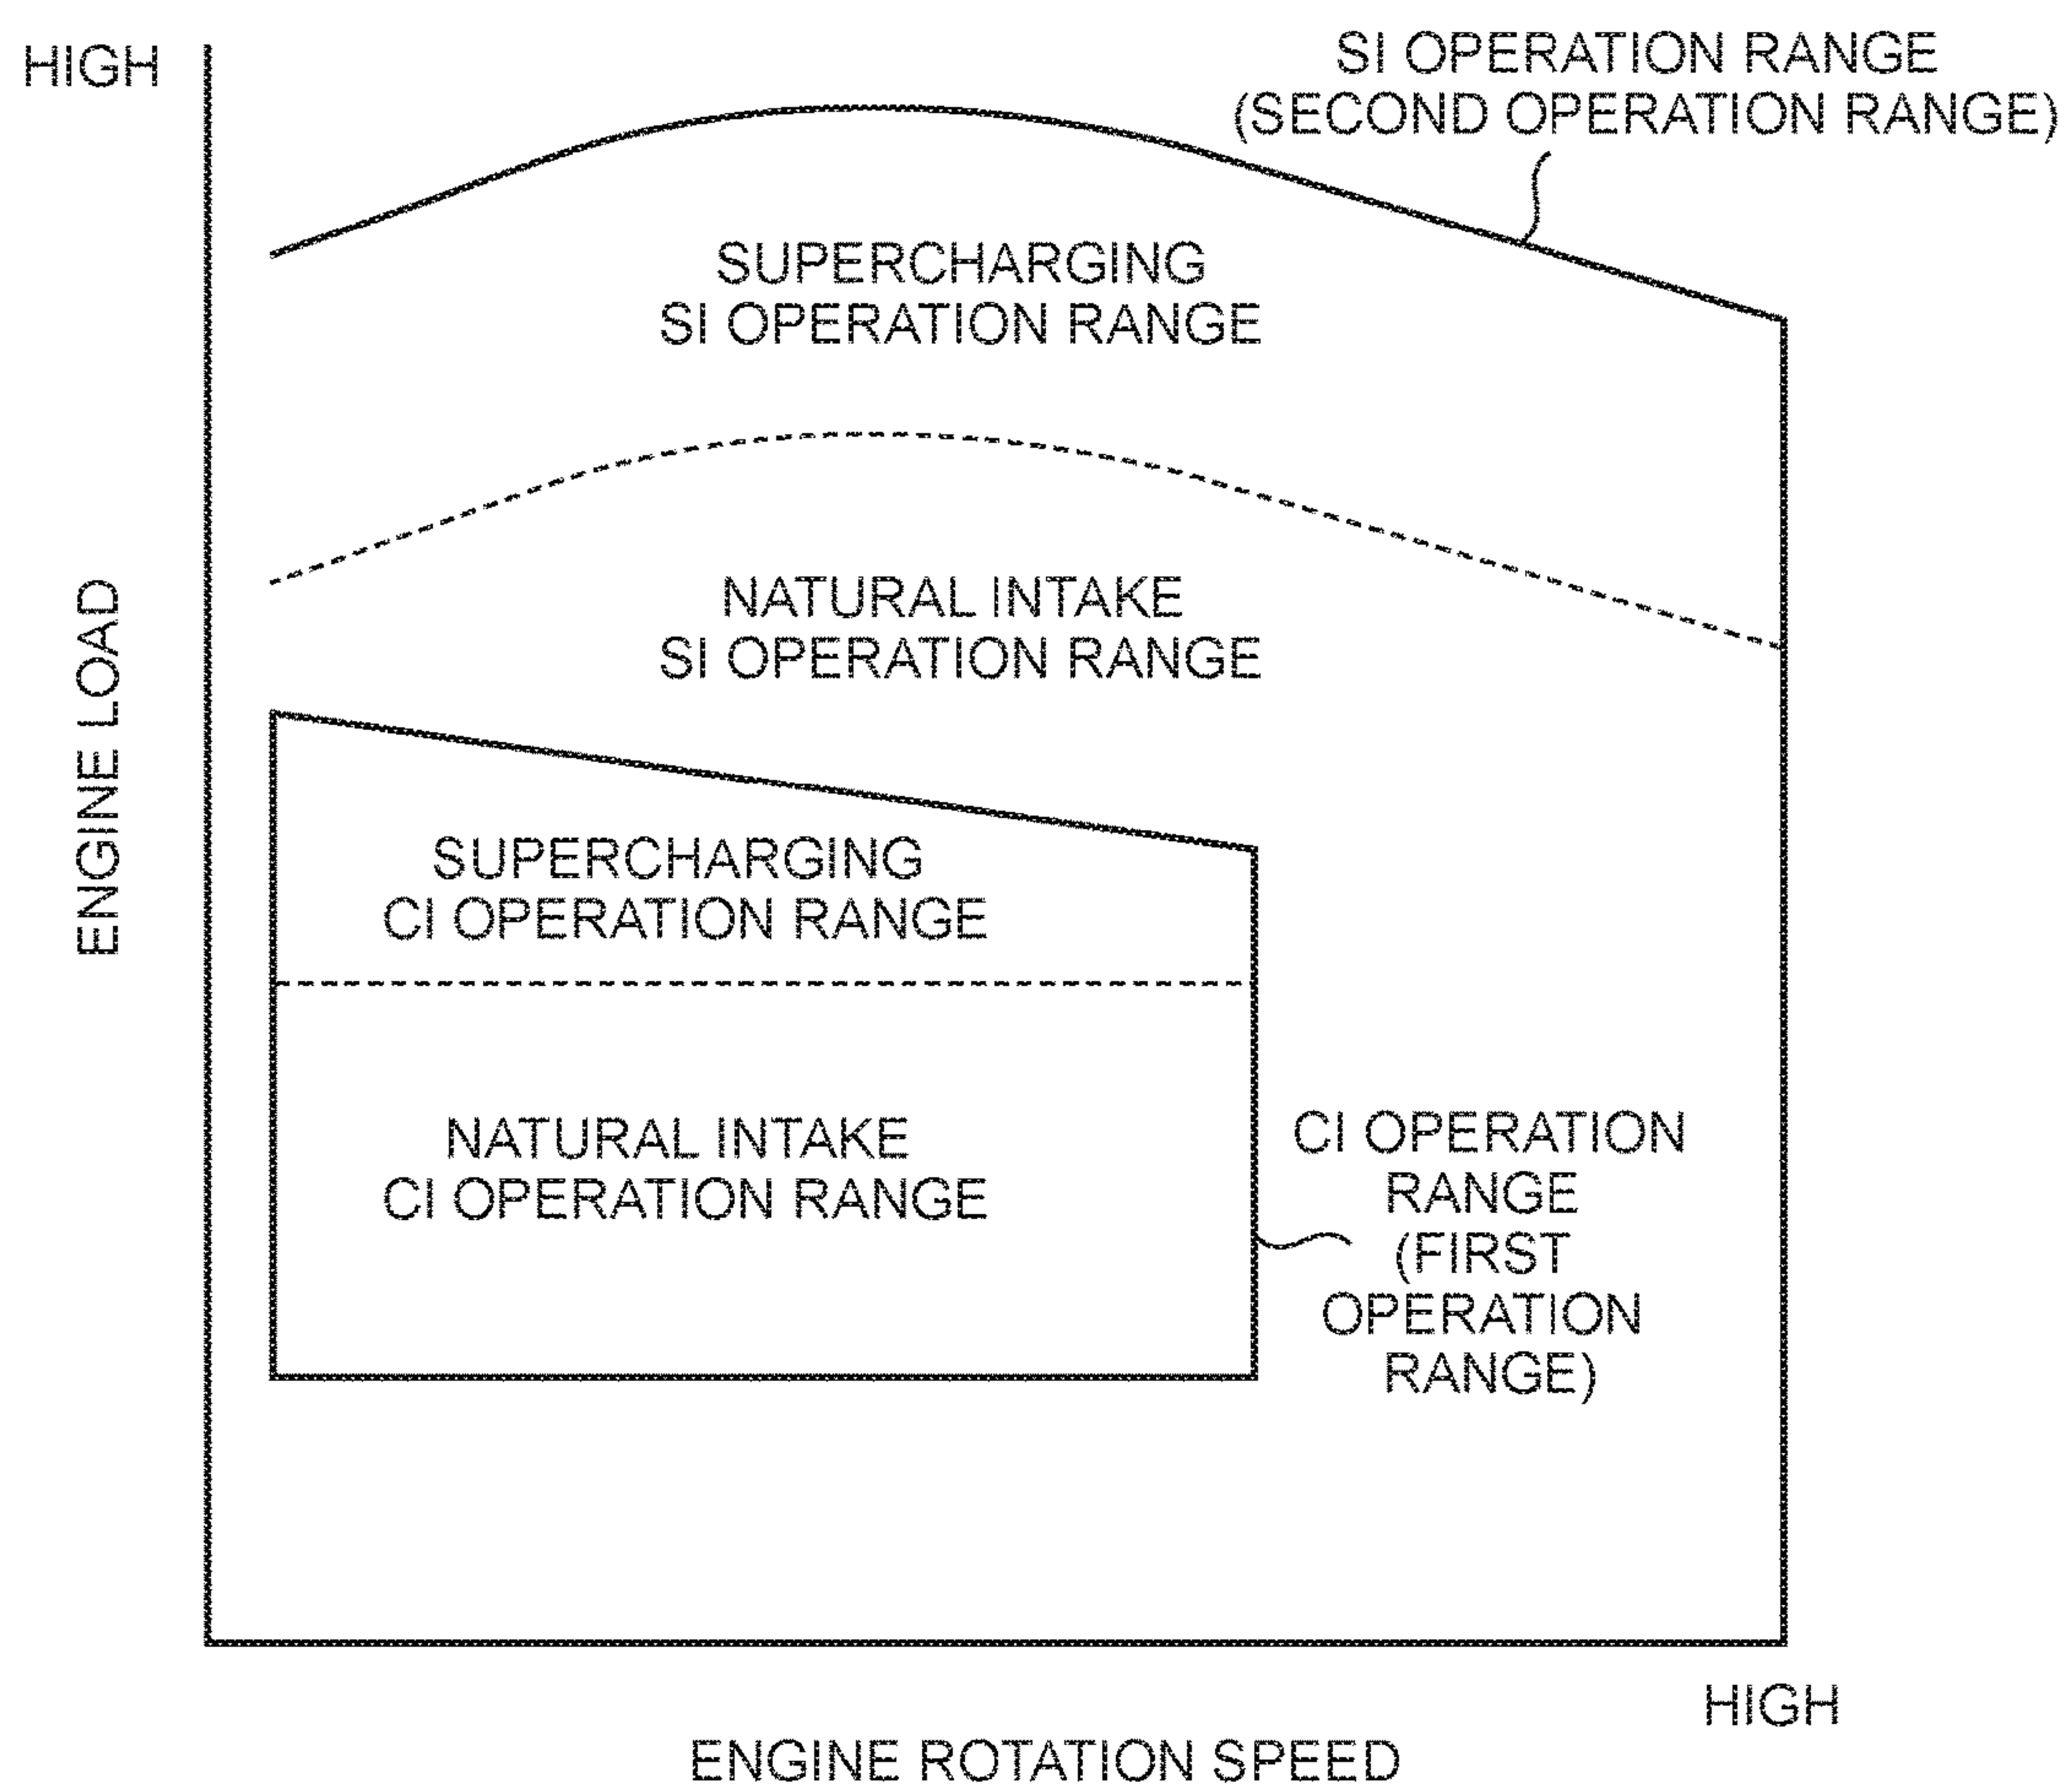 HIGH
SI OPERATION RANGE
(SECOND OPERATION RANGE)
SUPERCHARGING
SI OPERATION RANGE
NATURAL INTAKE
SI OPERATION RANGE
ENGINE LOAD
SUPERCHARGING
CI OPERATION RANGE
NATURAL INTAKE
CI OPERATION RANGE
CI OPERATION
RANGE
(FIRST
OPERATION
RANGE)
HIGH
ENGINE ROTATION SPEED